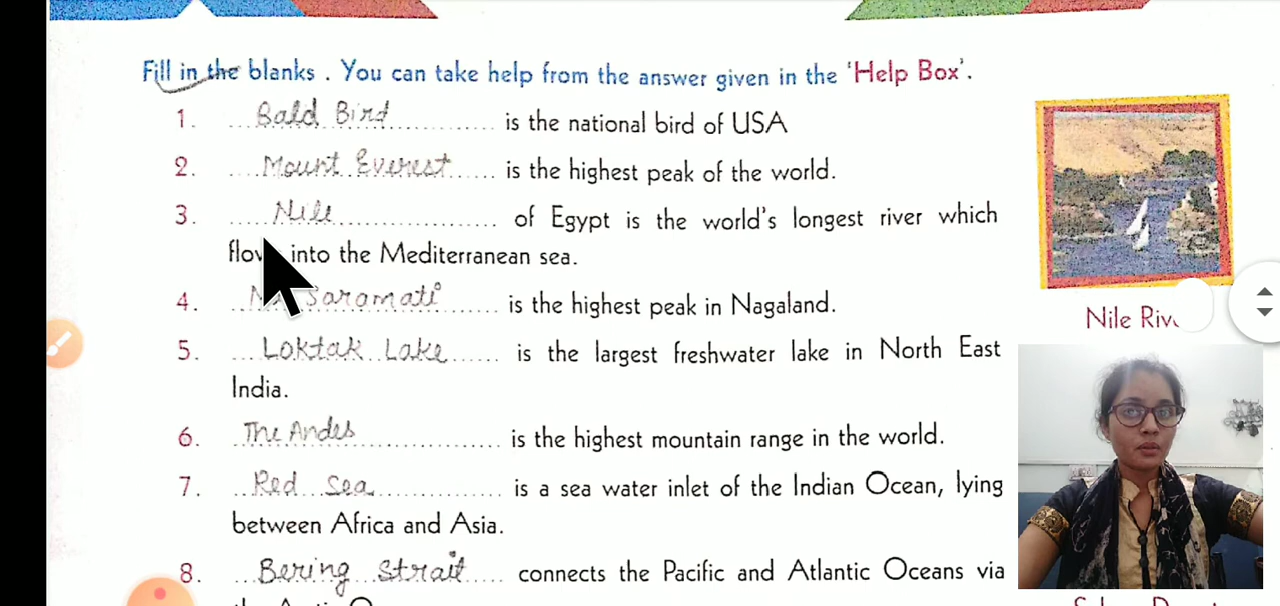 Fill in the blanks . You can take help from the answer given in the 'Help Box'.
1. Bald Bird is the national bird of USA
2. Mount Everest is the highest peak of the world.
3. Nile of Egypt is the world's longest river which
into the Mediterranean sea.
4. Saramati is the highest peak in Nagaland.
5. Loktak Lake is the largest freshwater lake in North East
India.
6. The Andes is the highest mountain range in the world.
7. Red Sea is a sea water inlet of the Indian Ocean, lying
between Africa and Asia.
8. Bering Strait connects the Pacific and Atlantic Oceans via
Nile